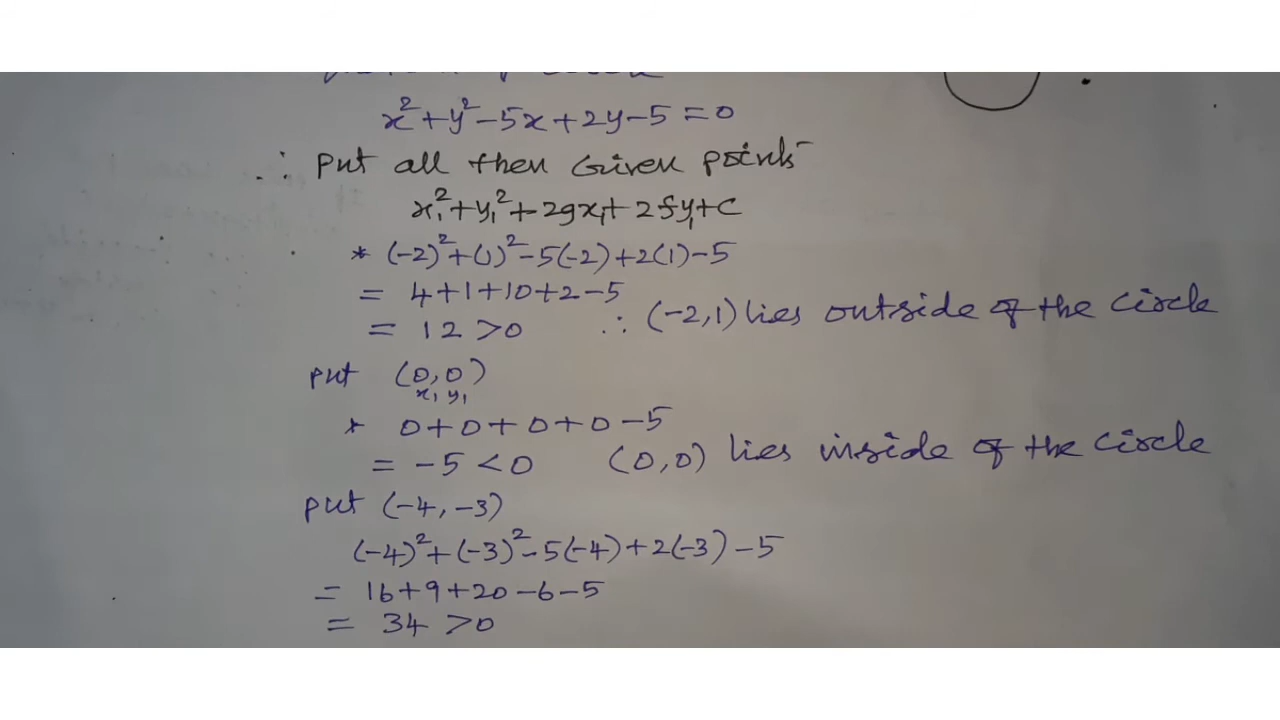 x²+y²-5x+2y-5=0
∴ put all then Given points
x₁²+y₁²+2gx₁+2fy₁+c
* (-2)²+(1)²-5(-2)+2(1)-5
= 4+1+10+2-5
= 12>0 ∴ (-2,1) lies outside of the circle
put (0,0)
x₁ y₁
* 0+0+0+0-5
= -5<0 (0,0) lies inside of the circle
put (-4,-3)
(-4)²+(-3)²-5(-4)+2(-3)-5
= 16+9+20-6-5
= 34 >0